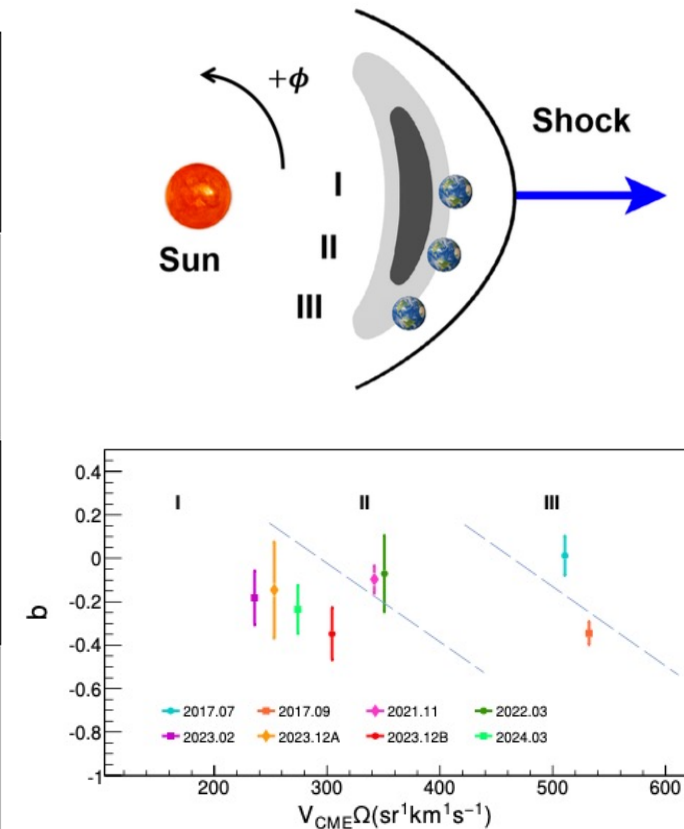 +ϕ
Shock
I
Sun
II
III
0.4
I
II
III
0.2
0
-0.2
b
-0.4
-0.6
2017.07 2017.09 2021.11 2022.03
-0.8
2023.02 2023.12A 2023.12B 2024.03
-1
200 300 400 500 600
V_CMEΩ(sr¹km¹s⁻¹)